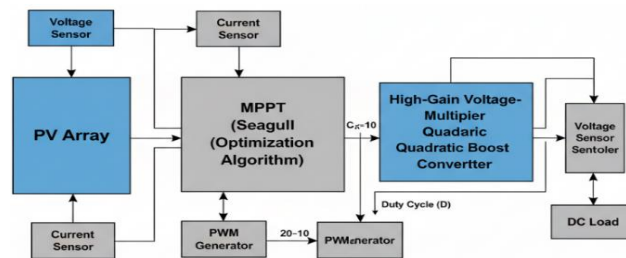 Voltage
Sensor
Current
Sensor
PV Array
MPPT
(Seagull
(Optimization
Algorithm)
High-Gain Voltage-
Multipier
Quadaric
Quadratic Boost
Convertter
Voltage
Sensor
Sentoler
Duty Cycle (D)
Current
Sensor
PWM
Generator
20-10
PWMɛnerator
DC Load